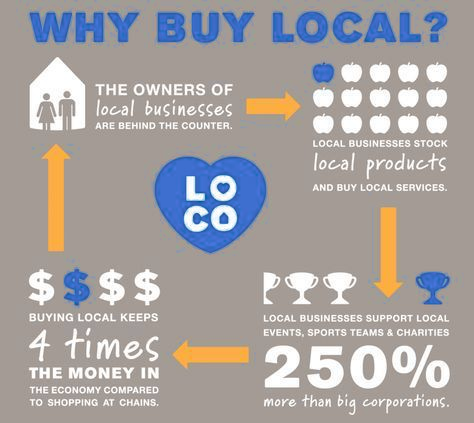 WHY BUY LOCAL?
THE OWNERS OF
local businesses
ARE BEHIND THE COUNTER.
LOCAL BUSINESSES STOCK
local products
AND BUY LOCAL SERVICES.
LO
CO
$ $ $ $
BUYING LOCAL KEEPS
4 times
THE MONEY IN
THE ECONOMY COMPARED
TO SHOPPING AT CHAINS.
LOCAL BUSINESSES SUPPORT LOCAL
EVENTS, SPORTS TEAMS & CHARITIES
250%
more than big corporations.